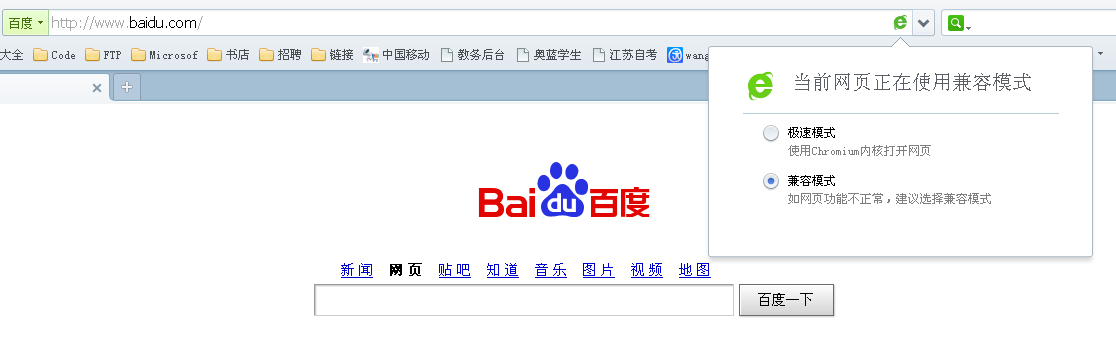 百度 http://www.baidu.com/
大全 Code FTP Microsof 书店 招聘 链接 中国移动 教务后台 奥蓝学生 江苏自考 wang
当前网页正在使用兼容模式
极速模式
使用Chromium内核打开网页
兼容模式
如网页功能不正常，建议选择兼容模式
Bai du 百度
新闻 网页 贴吧 知道 音乐 图片 视频 地图
百度一下